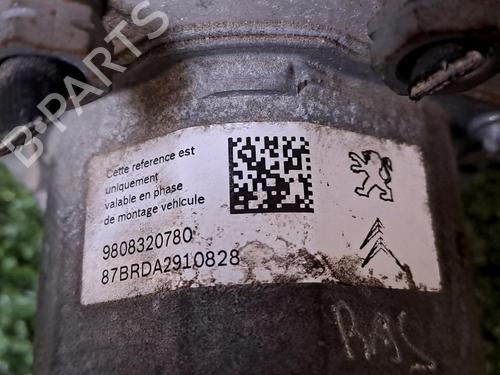 B-PARTS
Cette reference est
uniquement
valable en phase
de montage vehicule
9808320780
87BRDA2910828